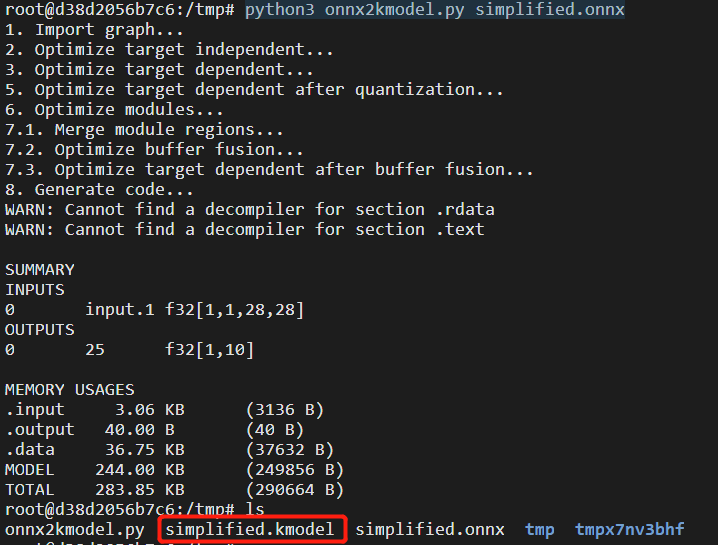 root@d38d2056b7c6:/tmp# python3 onnx2kmodel.py simplified.onnx
1. Import graph...
2. Optimize target independent...
3. Optimize target dependent...
5. Optimize target dependent after quantization...
6. Optimize modules...
7.1. Merge module regions...
7.2. Optimize buffer fusion...
7.3. Optimize target dependent after buffer fusion...
8. Generate code...
WARN: Cannot find a decompiler for section .rdata
WARN: Cannot find a decompiler for section .text
SUMMARY
INPUTS
0 input.1 f32[1,1,28,28]
OUTPUTS
0 25 f32[1,10]
MEMORY USAGES
.input 3.06 KB (3136 B)
.output 40.00 B (40 B)
.data 36.75 KB (37632 B)
MODEL 244.00 KB (249856 B)
TOTAL 283.85 KB (290664 B)
root@d38d2056b7c6:/tmp# ls
onnx2kmodel.py simplified.kmodel simplified.onnx tmp tmpx7nv3bhf